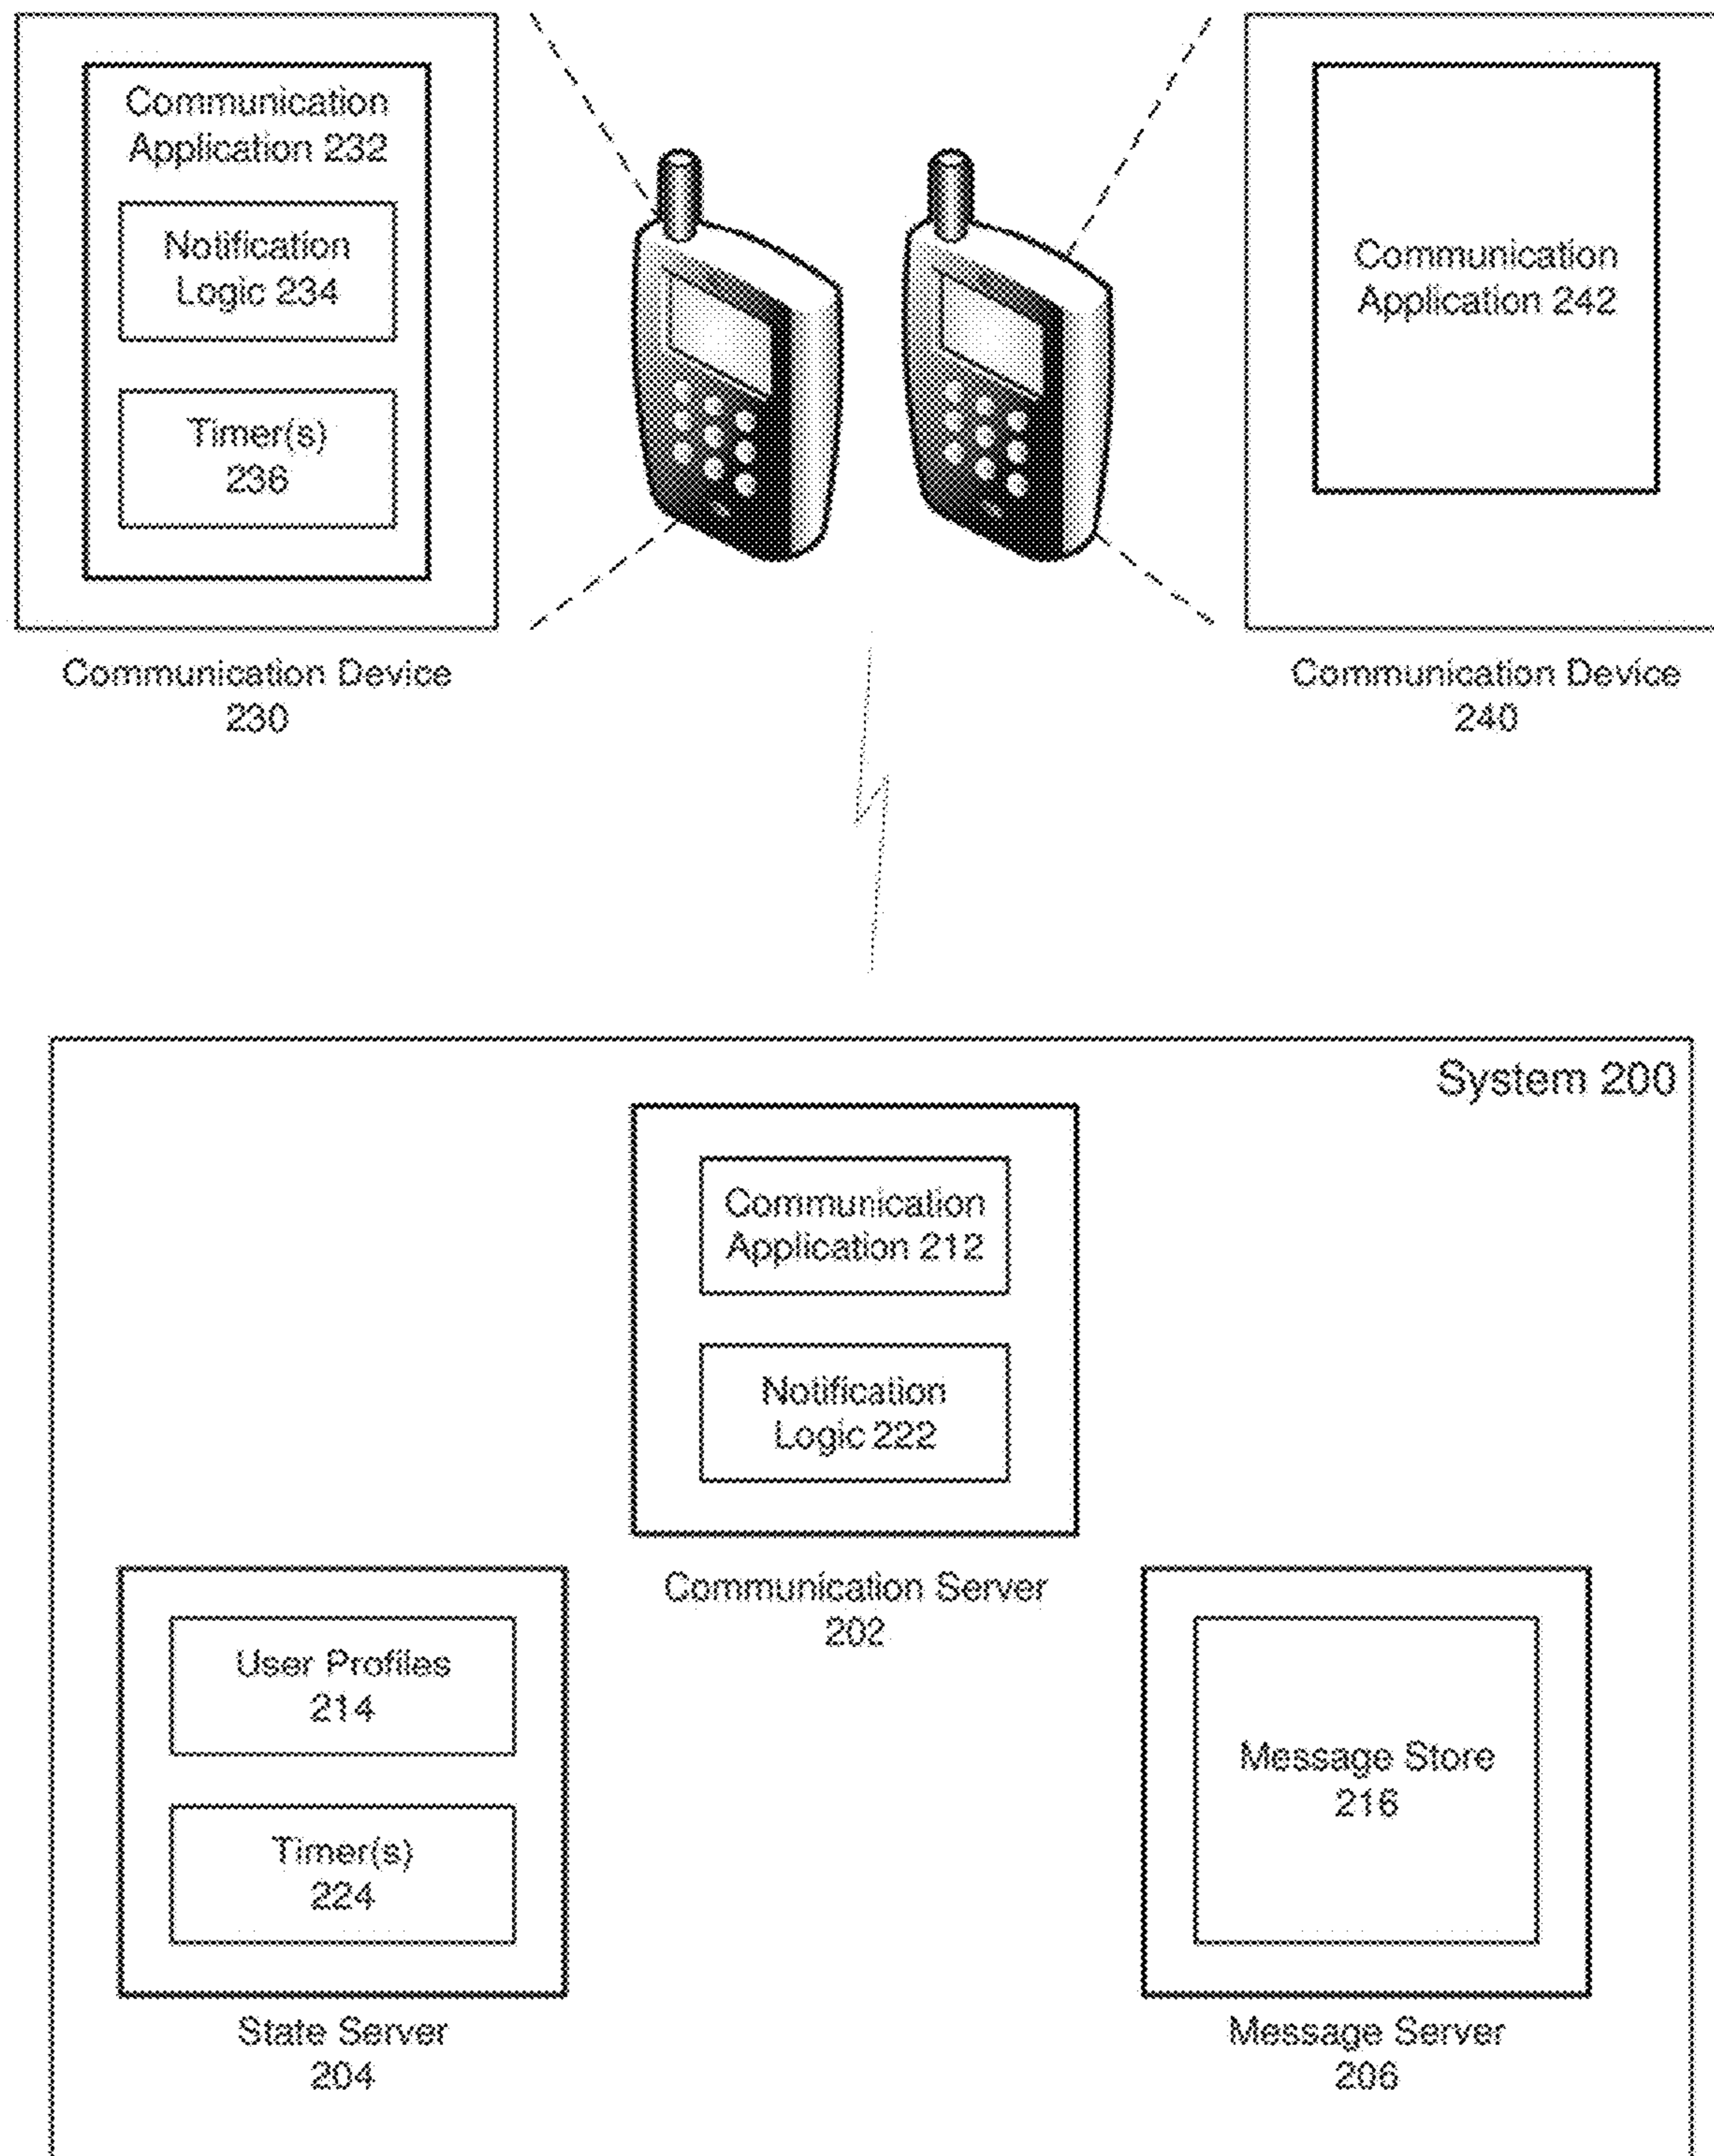 Communication
Application 232
Notification
Logic 234
Timer(s)
236
Communication Device
230
Communication
Application 242
Communication Device
240
System 200
Communication
Application 212
Notification
Logic 222
Communication Server
202
User Profiles
214
Timer(s)
224
State Server
204
Message Store
216
Message Server
206